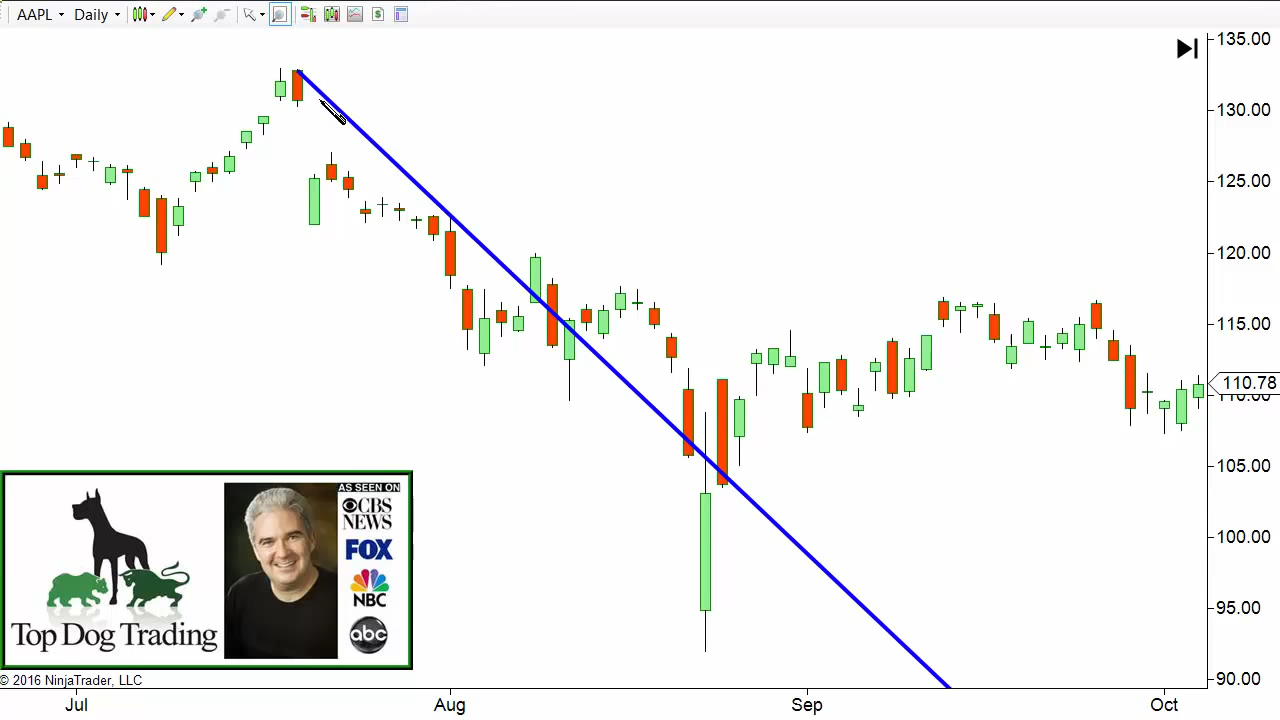 AAPL Daily
135.00
130.00
125.00
120.00
115.00
110.78
105.00
100.00
95.00
90.00
AS SEEN ON
CBS
NEWS
FOX
NBC
abc
Top Dog Trading
© 2016 NinjaTrader, LLC
Jul Aug Sep Oct